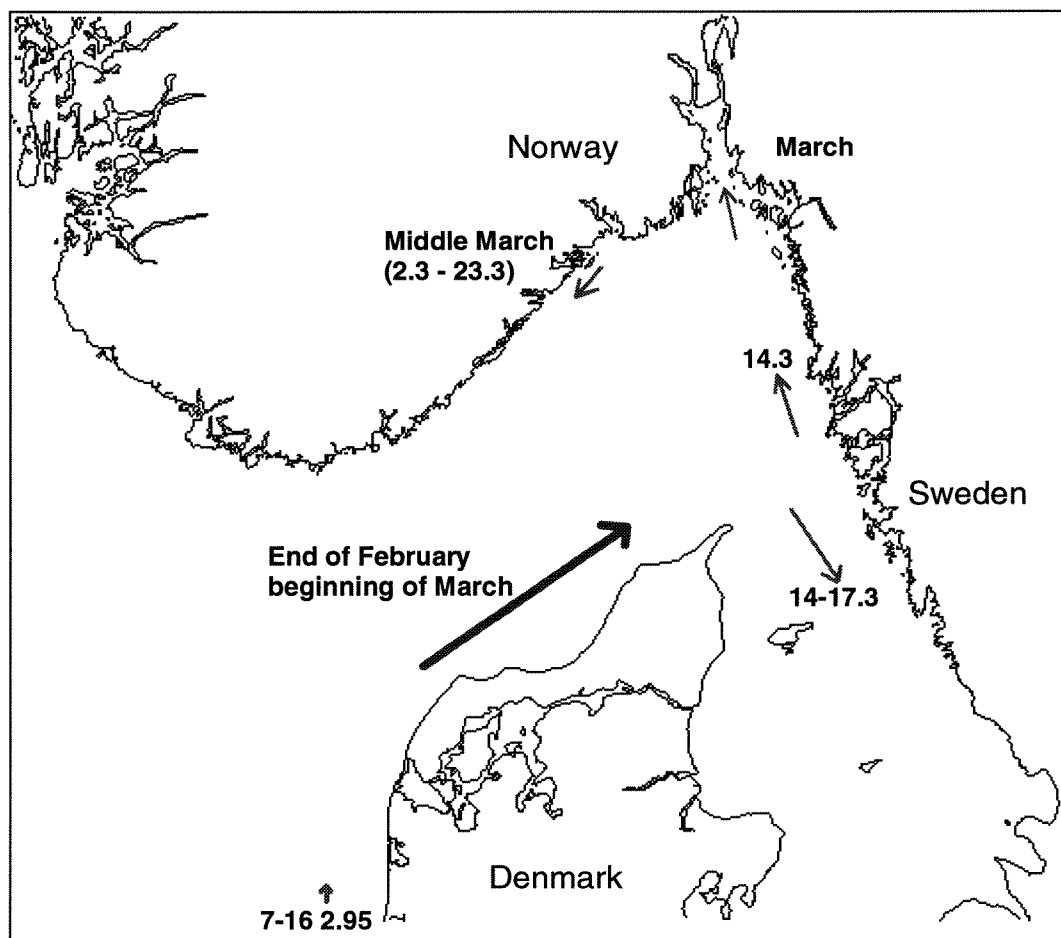 Norway
March
Middle March
(2.3 - 23.3)
14.3
Sweden
End of February
beginning of March
14-17.3
Denmark
7-16 2.95